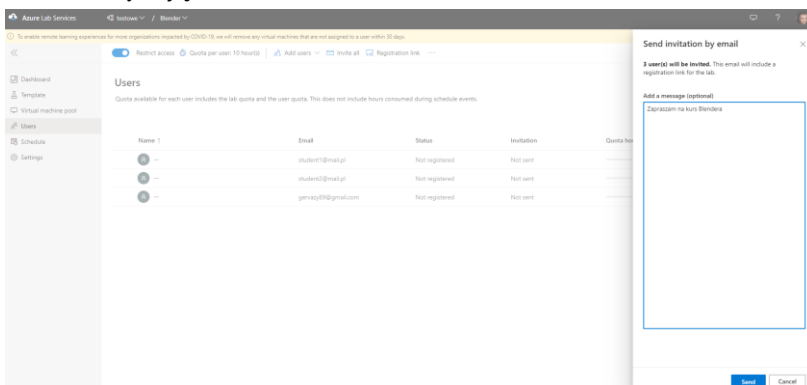 Azure Lab Services
testowe / Blender
To enable remote learning experiences for more organizations impacted by COVID-19, we will remove any virtual machines that are not assigned to a user within 30 days.
Restrict access Quota per user: 10 hour(s) Add users Invite all Registration link ...
Dashboard
Template
Virtual machine pool
Users
Schedule
Settings
Users
Quota available for each user includes the lab quota and the user quota. This does not include hours consumed during schedule events.
Name ↑ Email Status Invitation Quota hou
-- student1@mail.pl Not registered Not sent
-- student2@mail.pl Not registered Not sent
-- gervazy89@gmail.com Not registered Not sent
Send invitation by email
3 user(s) will be invited. This email will include a
registration link for the lab.
Add a message (optional)
Zapraszam na kurs Blendera
Send Cancel